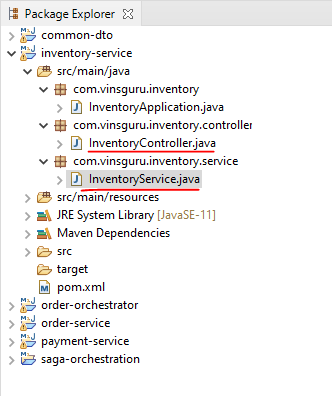 Package Explorer
common-dto
inventory-service
src/main/java
com.vinsguru.inventory
InventoryApplication.java
com.vinsguru.inventory.controller
InventoryController.java
com.vinsguru.inventory.service
InventoryService.java
src/main/resources
JRE System Library [JavaSE-11]
Maven Dependencies
src
target
pom.xml
order-orchestrator
order-service
payment-service
saga-orchestration